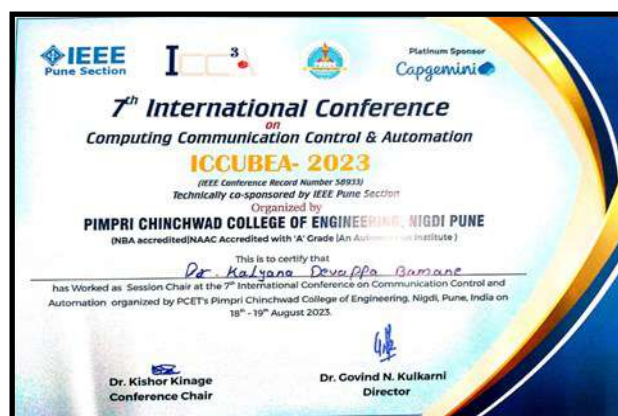 IEEE
Pune Section
ICC³A
Platinum Sponsor
Capgemini
7th International Conference
on
Computing Communication Control & Automation
ICCUBEA- 2023
(IEEE Conference Record Number 58933)
Technically co-sponsored by IEEE Pune Section
Organized by
PIMPRI CHINCHWAD COLLEGE OF ENGINEERING, NIGDI PUNE
(NBA accredited|NAAC Accredited with 'A' Grade |An Autonomous Institute )
This is to certify that
Dr. Kalyana Devappa Bamane
has Worked as Session Chair at the 7th International Conference on Communication Control and
Automation organized by PCET's Pimpri Chinchwad College of Engineering, Nigdi, Pune, India on
18th - 19th August 2023.
Dr. Kishor Kinage
Conference Chair
Dr. Govind N. Kulkarni
Director